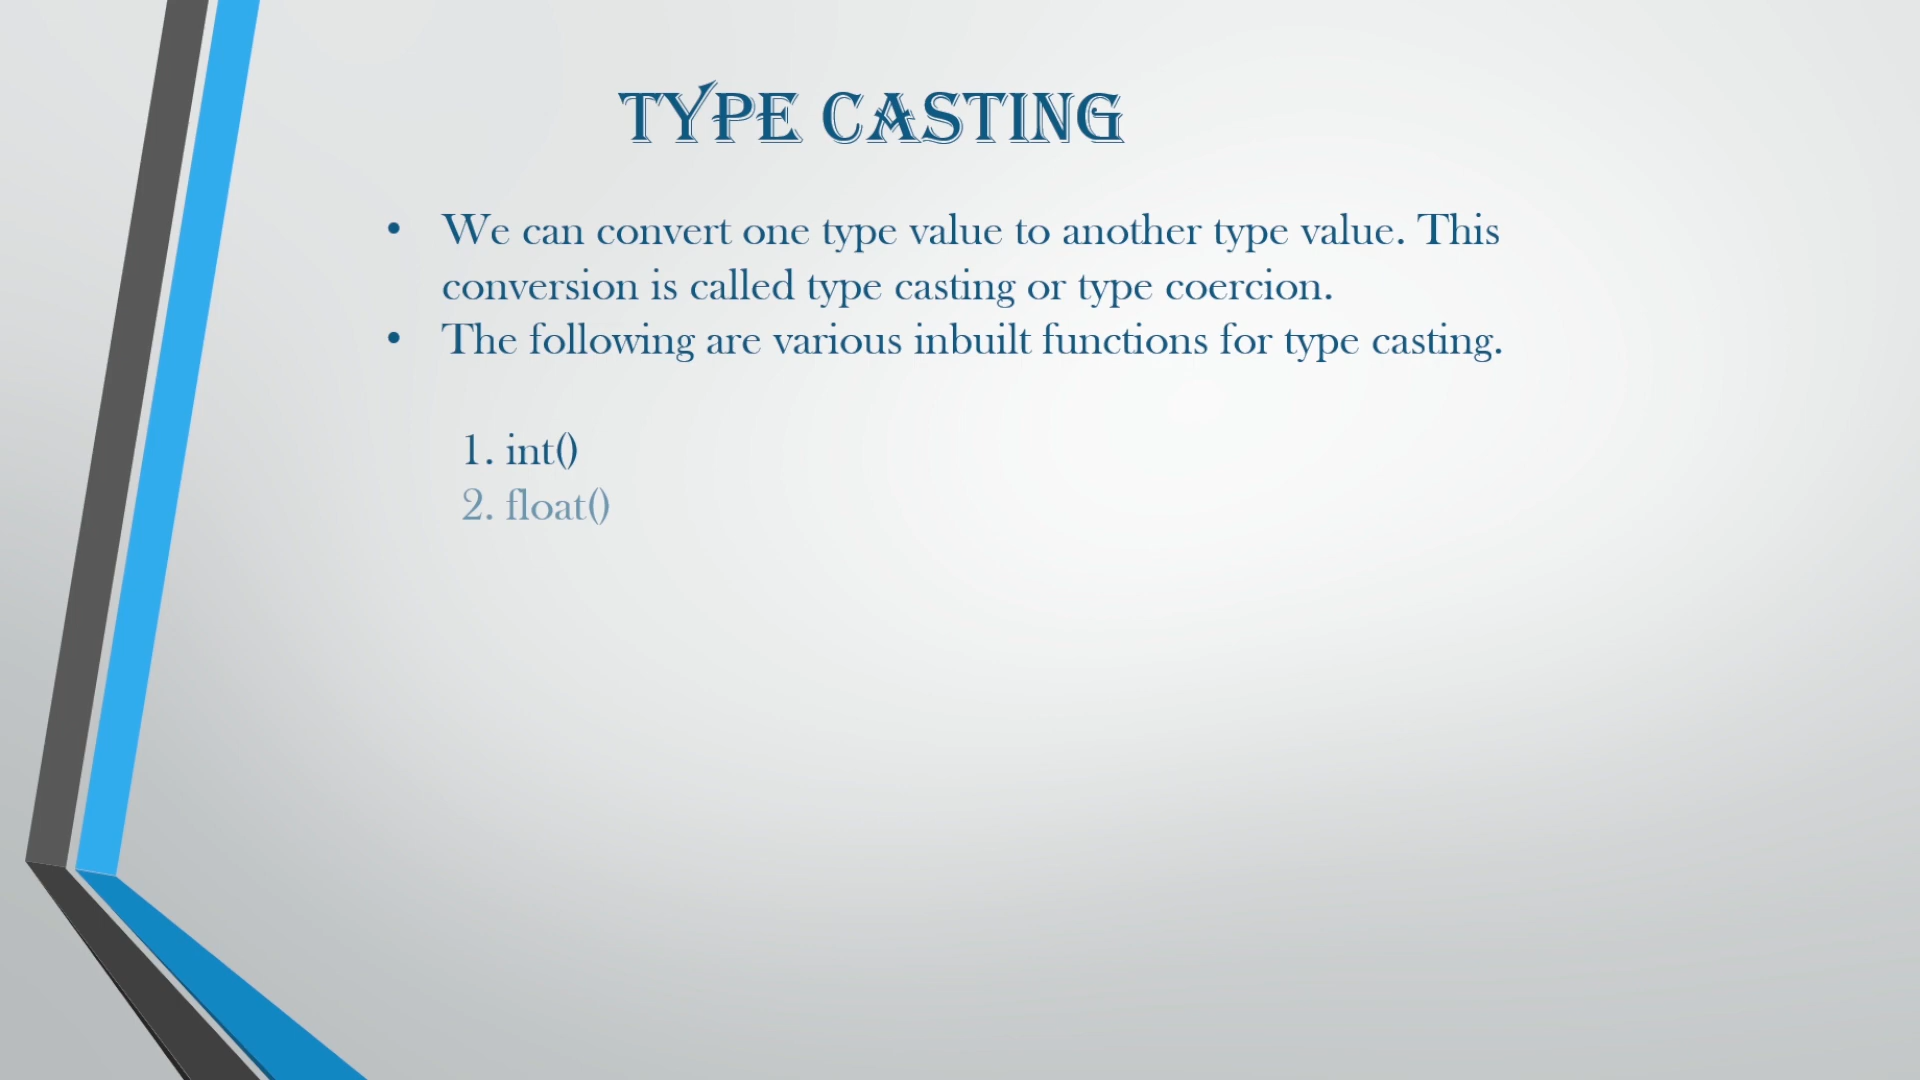 TYPE CASTING
• We can convert one type value to another type value. This
conversion is called type casting or type coercion.
• The following are various inbuilt functions for type casting.
1. int()
2. float()